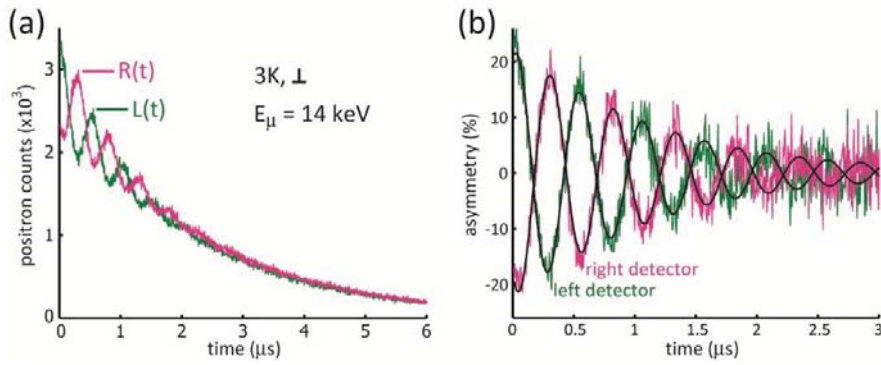 (a)
R(t)
L(t)
3K, ⊥
Eμ = 14 keV
positron counts (x10³)
3
2
1
0
0 1 2 3 4 5 6
time (μs)
(b)
asymmetry (%)
20
10
0
-10
-20
right detector
left detector
0 0.5 1 1.5 2 2.5 3
time (μs)